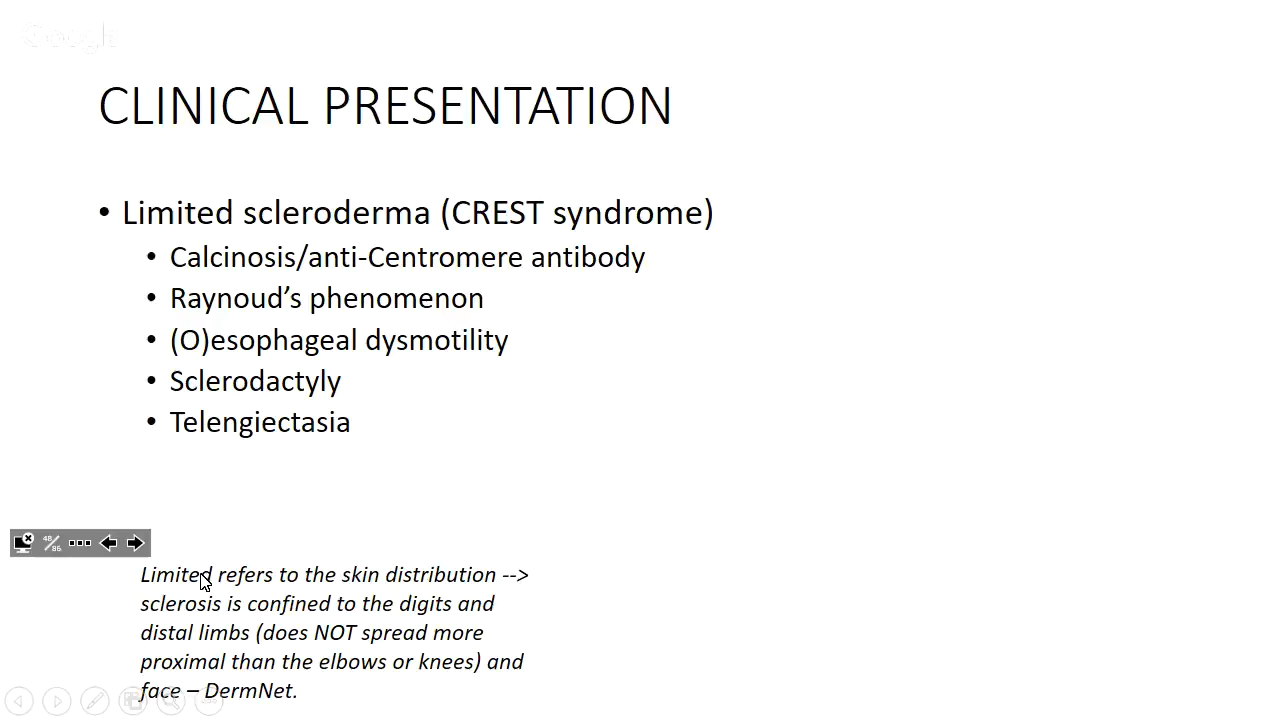 CLINICAL PRESENTATION
• Limited scleroderma (CREST syndrome)
• Calcinosis/anti-Centromere antibody
• Raynoud’s phenomenon
• (O)esophageal dysmotility
• Sclerodactyly
• Telengiectasia
48/86
Limited refers to the skin distribution -->
sclerosis is confined to the digits and
distal limbs (does NOT spread more
proximal than the elbows or knees) and
face – DermNet.